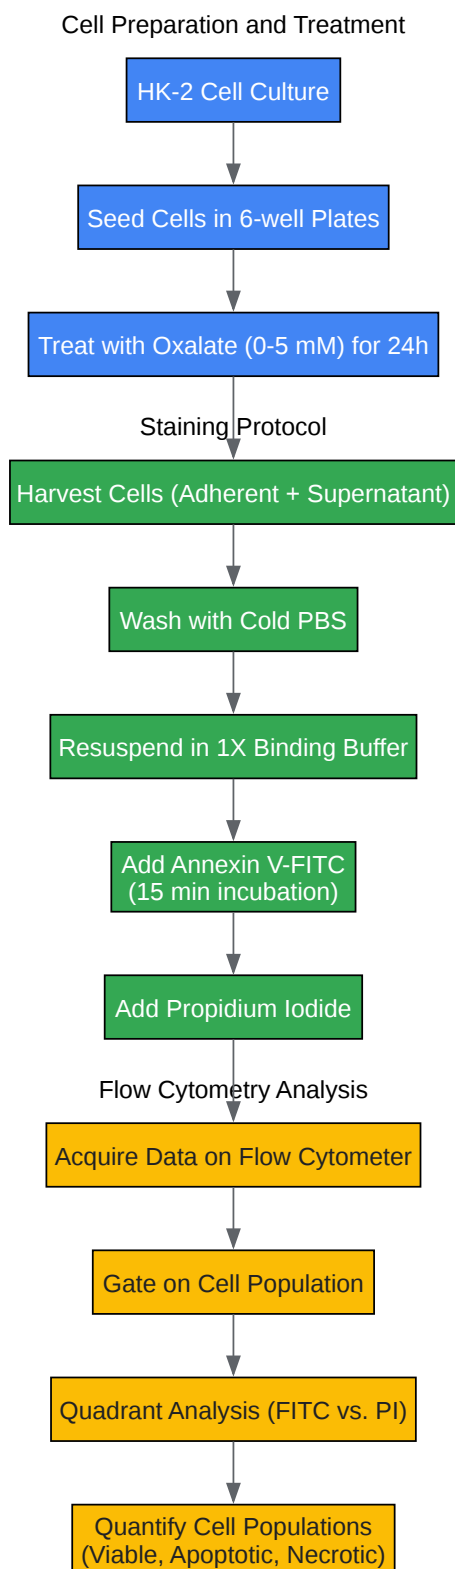 Cell Preparation and Treatment
HK-2 Cell Culture
Seed Cells in 6-well Plates
Treat with Oxalate (0-5 mM) for 24h
Staining Protocol
Harvest Cells (Adherent + Supernatant)
Wash with Cold PBS
Resuspend in 1X Binding Buffer
Add Annexin V-FITC
(15 min incubation)
Add Propidium Iodide
Flow Cytometry Analysis
Acquire Data on Flow Cytometer
Gate on Cell Population
Quadrant Analysis (FITC vs. PI)
Quantify Cell Populations
(Viable, Apoptotic, Necrotic)